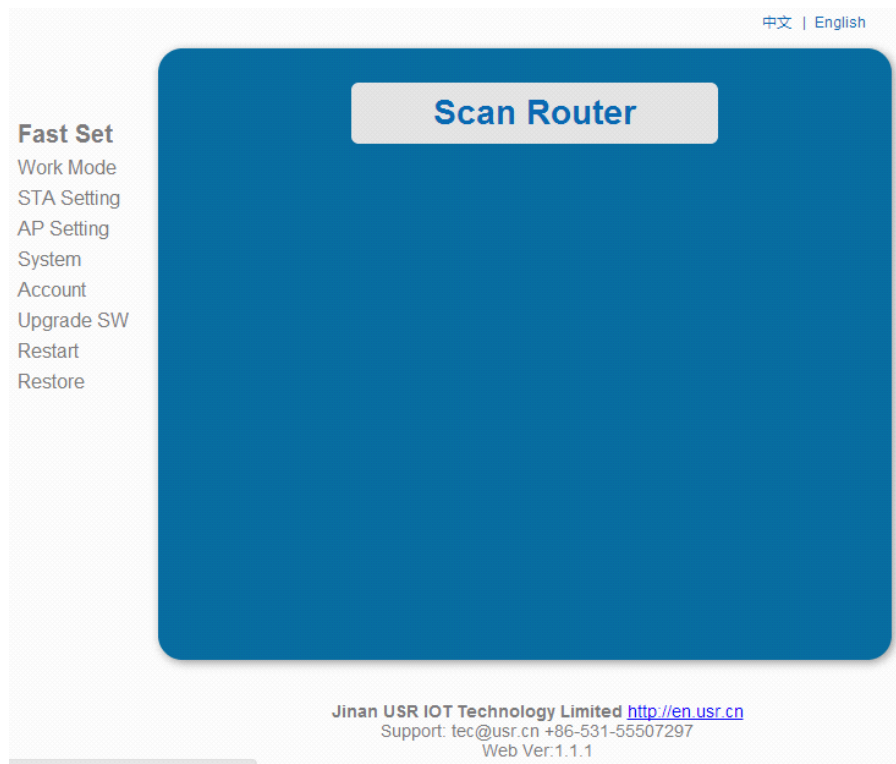 中文 | English
Scan Router
Fast Set
Work Mode
STA Setting
AP Setting
System
Account
Upgrade SW
Restart
Restore
Jinan USR IOT Technology Limited http://en.usr.cn
Support: tec@usr.cn +86-531-55507297
Web Ver:1.1.1